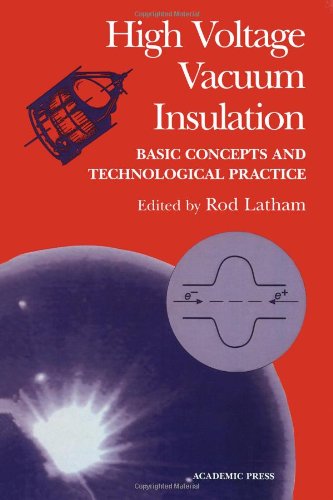 High Voltage
Vacuum
Insulation
BASIC CONCEPTS AND
TECHNOLOGICAL PRACTICE
Edited by Rod Latham
e⁻ e⁺
ACADEMIC PRESS